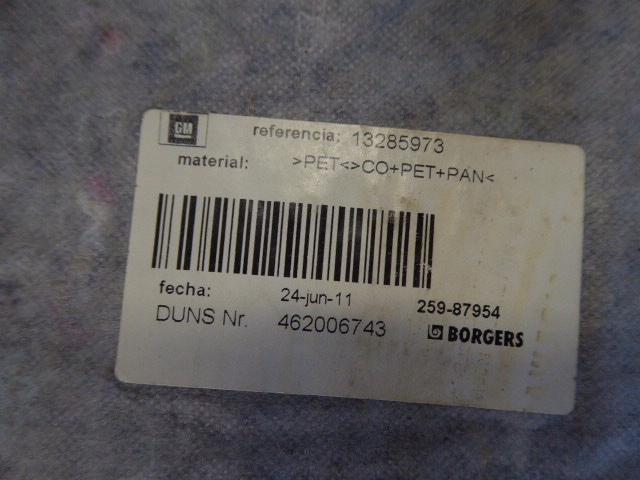 GM
referencia: 13285973
material: >PET<>CO+PET+PAN<
fecha: 24-jun-11 259-87954
DUNS Nr. 462006743 BORGERS